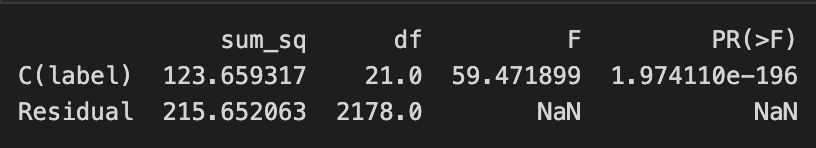 sum_sq df F PR(>F)
C(label) 123.659317 21.0 59.471899 1.974110e-196
Residual 215.652063 2178.0 NaN NaN